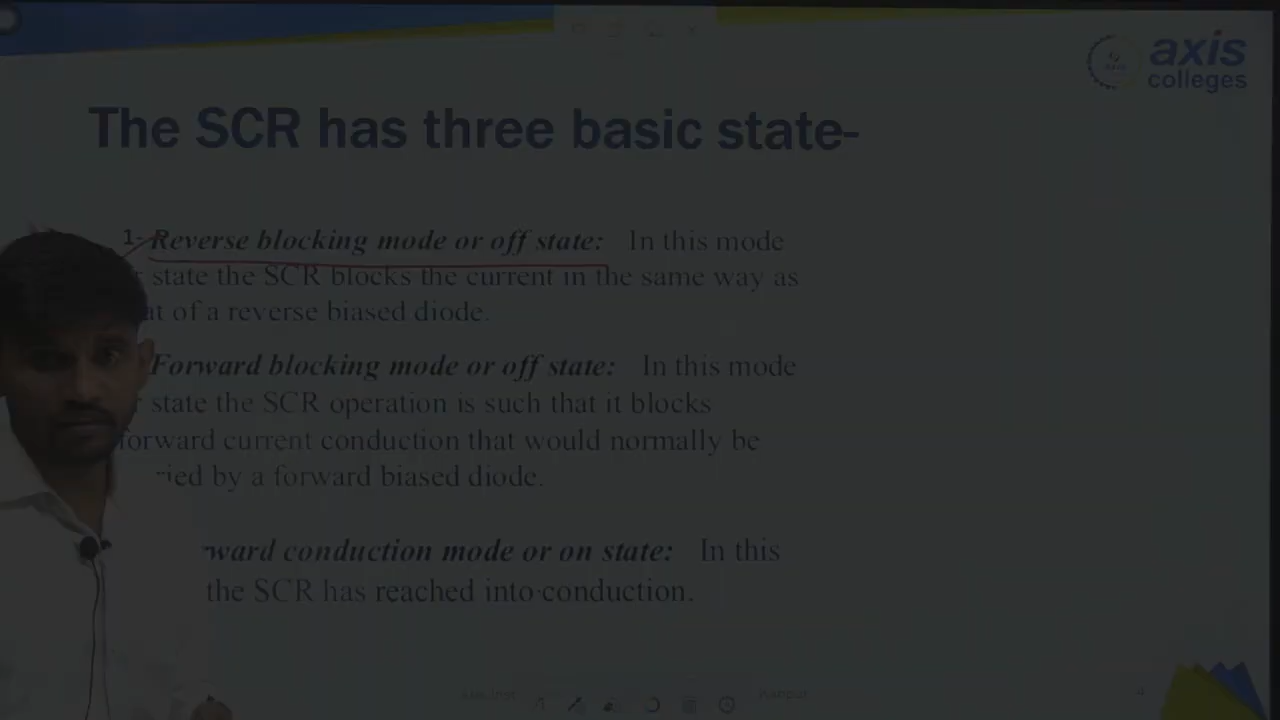 axis
colleges
The SCR has three basic state-
1- Reverse blocking mode or off state: In this mode
state the SCR blocks the current in the same way as
at of a reverse biased diode.
Forward blocking mode or off state: In this mode
state the SCR operation is such that it blocks
forward current conduction that would normally be
ried by a forward biased diode.
ward conduction mode or on state: In this
the SCR has reached into conduction.
4